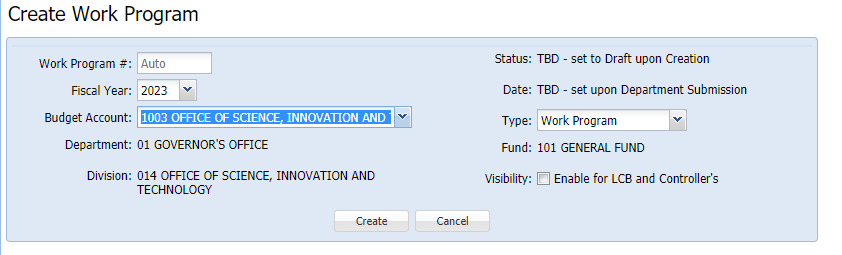 Create Work Program
Work Program #: Auto
Fiscal Year: 2023
Budget Account: 1003 OFFICE OF SCIENCE, INNOVATION AND
Department: 01 GOVERNOR'S OFFICE
Division: 014 OFFICE OF SCIENCE, INNOVATION AND
TECHNOLOGY
Status: TBD - set to Draft upon Creation
Date: TBD - set upon Department Submission
Type: Work Program
Fund: 101 GENERAL FUND
Visibility: Enable for LCB and Controller's
Create Cancel